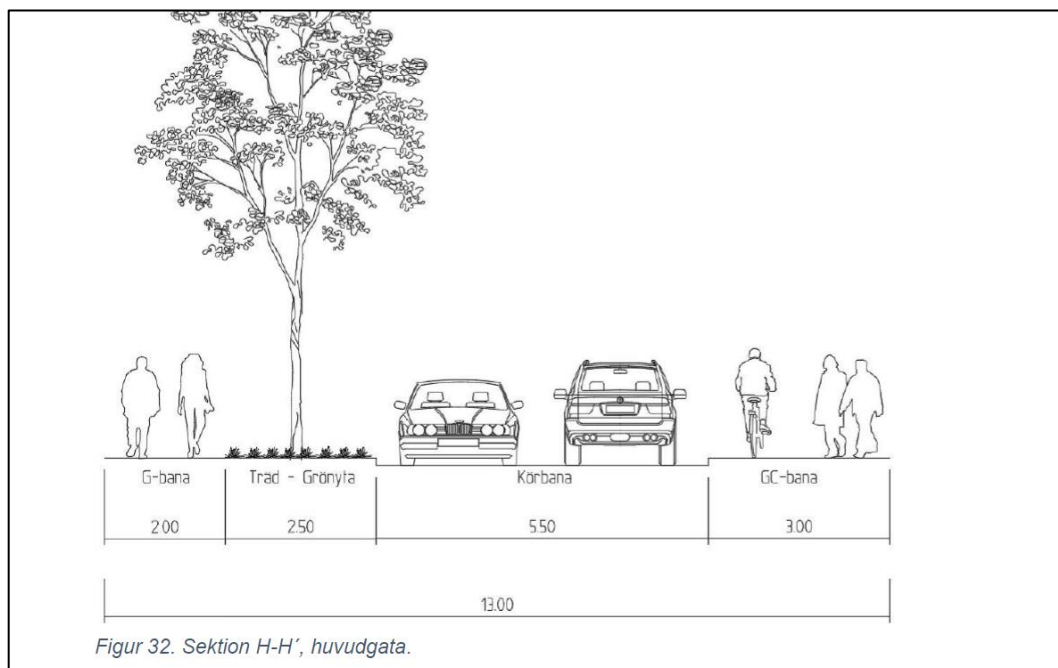 G-bana Träd - Grönyta Körbana GC-bana
2.00 2.50 5.50 3.00
13.00
Figur 32. Sektion H-H´, huvudgata.